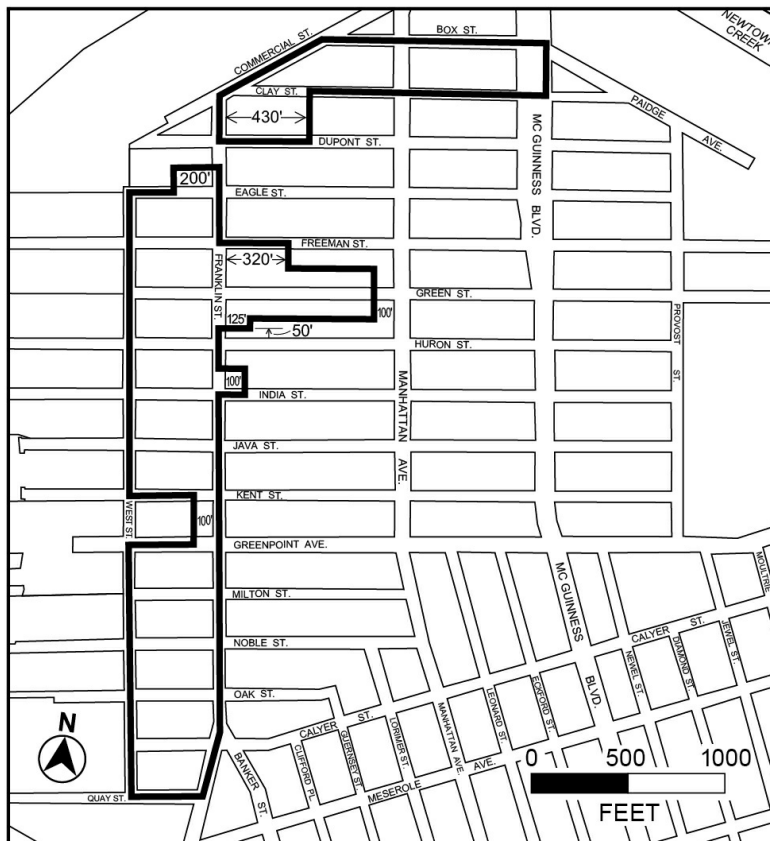 BOX ST.
NEWTOWN
CREEK
COMMERCIAL ST.
CLAY ST.
430'
PAIDGE
AVE.
DUPONT ST.
MC GUINNESS BLVD.
200'
EAGLE ST.
FREEMAN ST.
FRANKLIN ST.
320'
GREEN ST.
125'
100'
50'
PROVOST
ST.
HURON ST.
100'
INDIA ST.
MANHATTAN
AVE.
JAVA ST.
KENT ST.
WEST ST.
100'
GREENPOINT AVE.
MILTON ST.
MC GUINNESS
BLVD.
MOULTRIE
NOBLE ST.
CALYER ST.
JEWEL ST.
DIAMOND ST.
NEWEL ST.
OAK ST.
CALYER ST.
ECKFORD ST.
LEONARD ST.
MANHATTAN AVE.
LORIMER ST.
GUERNSEY ST.
CLIFFORD PL
BANKER
ST.
MESEROLE AVE.
N
QUAY ST.
0 500 1000
FEET